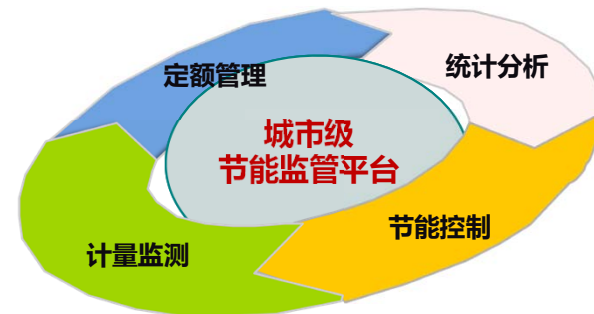 定额管理
统计分析
城市级
节能监管平台
节能控制
计量监测